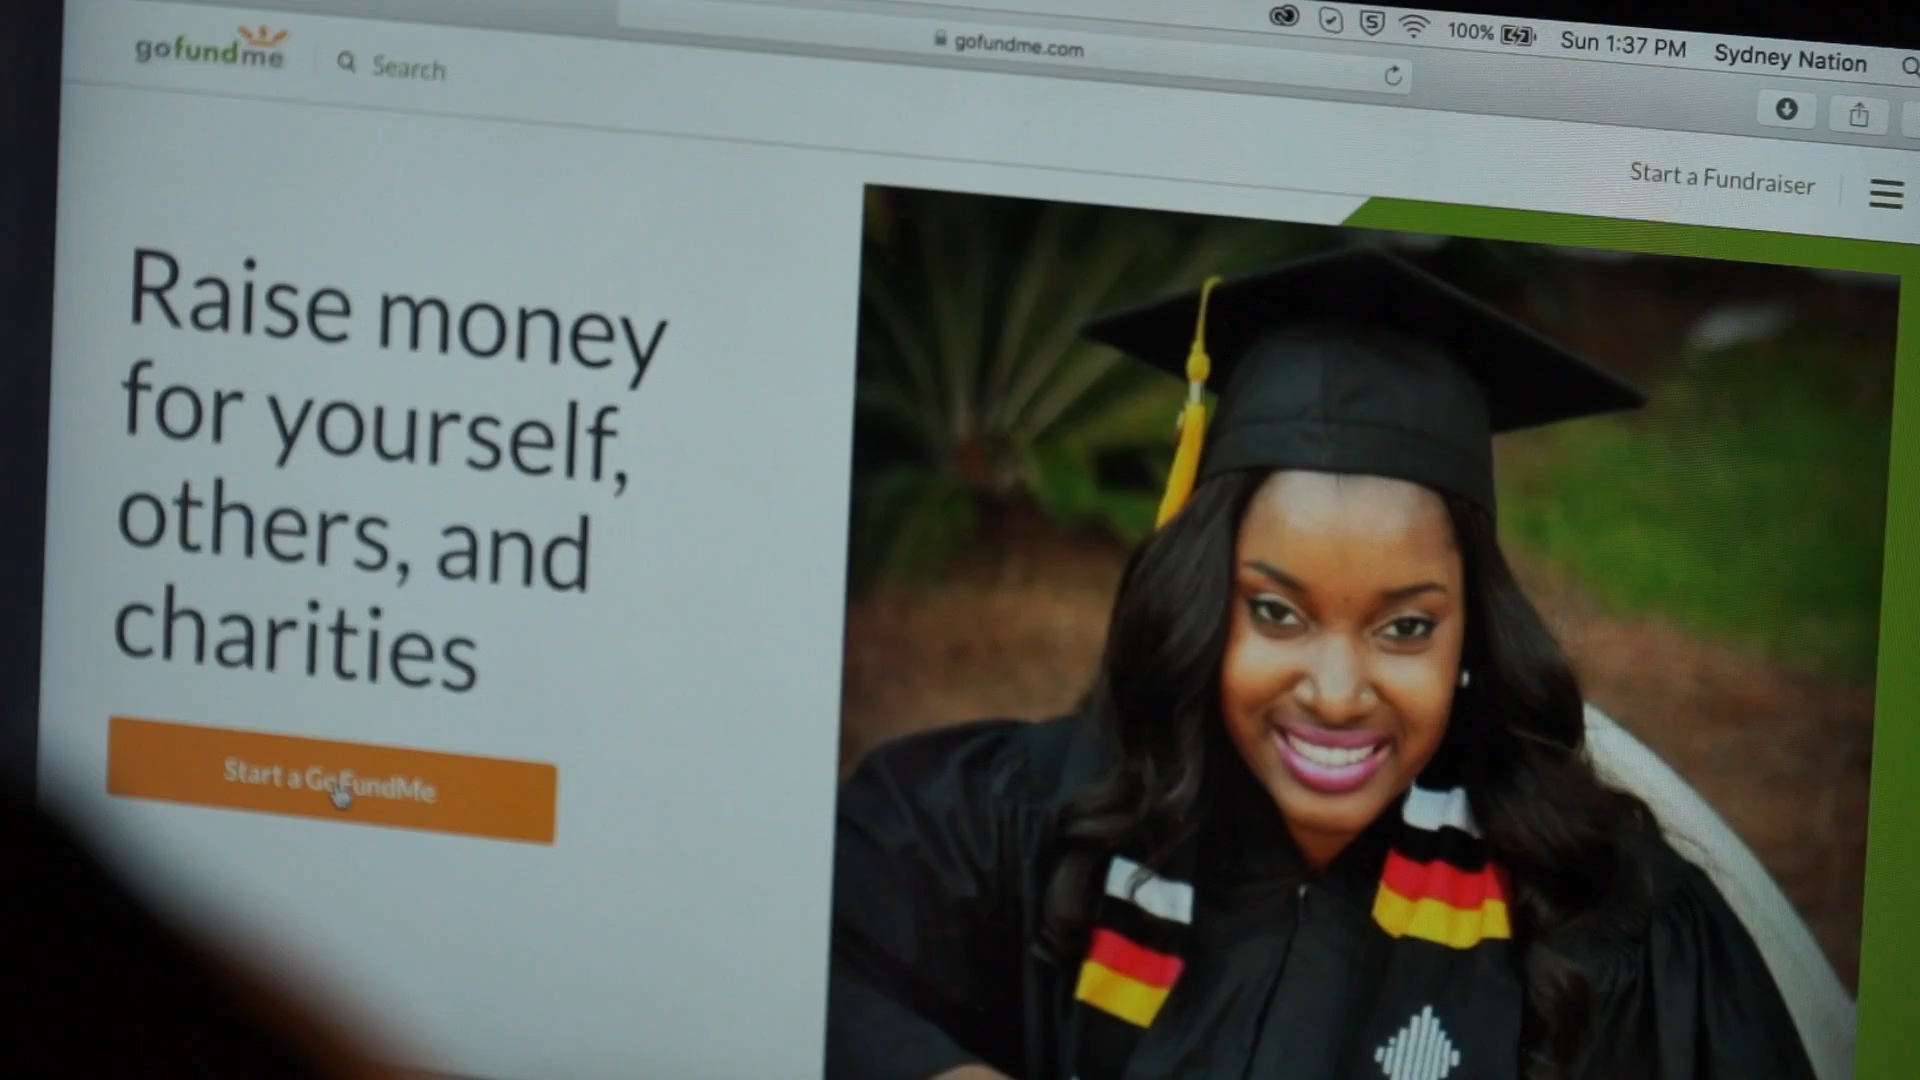 100%
Sun 1:37 PM
Sydney Nation
gofundme.com
gofundme
Search
Start a Fundraiser
Raise money
for yourself,
others, and
charities
Start a GoFundMe